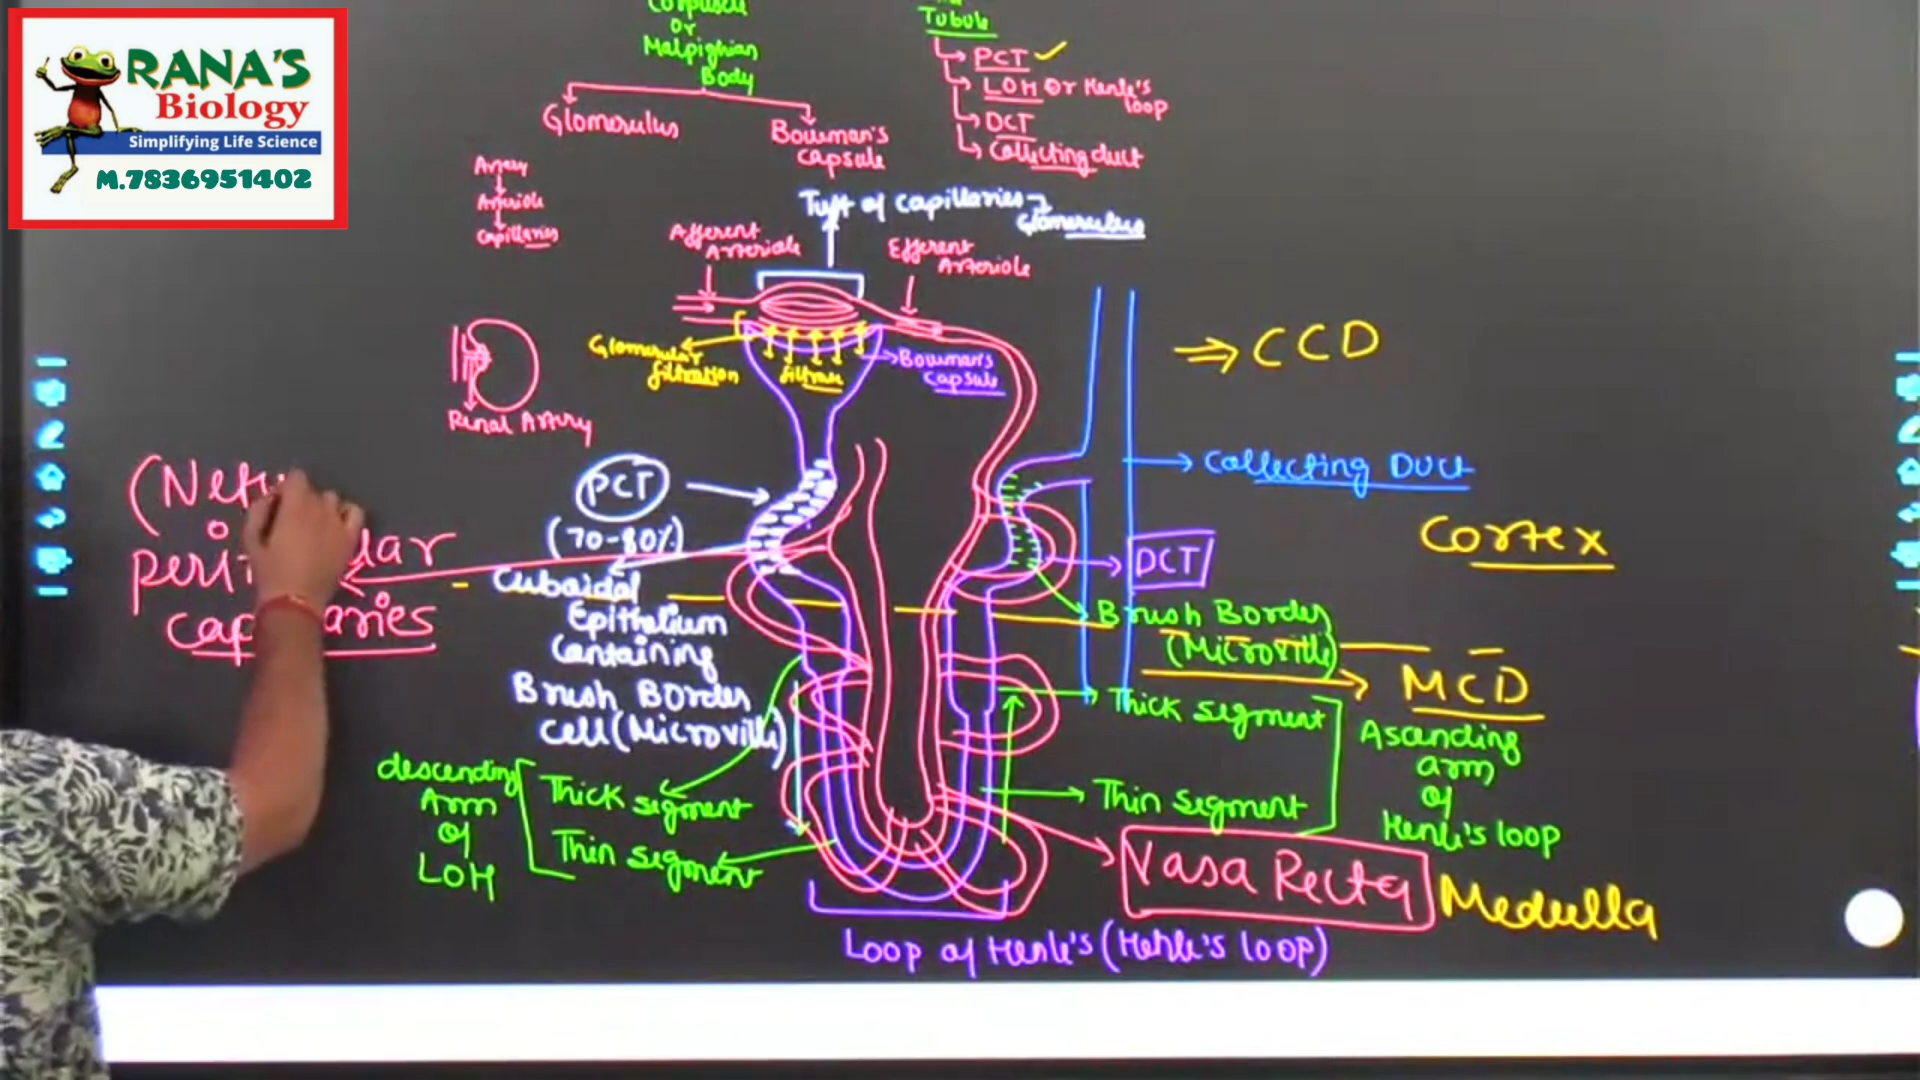 RANA'S
Biology
Simplifying Life Science
M.7836951402
Or
Malpighian
Body
Glomerulus
Bowman's
capsule
Tubule
PCT
LOH Or Henle's
loop
DCT
Collecting duct
Artery
Arteriole
Capillaries
Tuft of capillaries
Glomerulus
Afferent
Arteriole
Efferent
Arteriole
Glomerular
filtration
filtrate
Bowman's
Capsule
Renal Artery
CCD
Collecting Duct
Cortex
PCT
(70-80%)
Cuboidal
Epithelium
Containing
Brush Border
Cell (Microvilli)
DCT
Brush Border
(Microvilli)
MCD
descending
Arm
of
LOH
Thick segment
Thin segment
Thick segment
Thin segment
Ascending
arm
of
Henle's loop
Vasa Recta
Medulla
Loop of Henle's (Henle's loop)